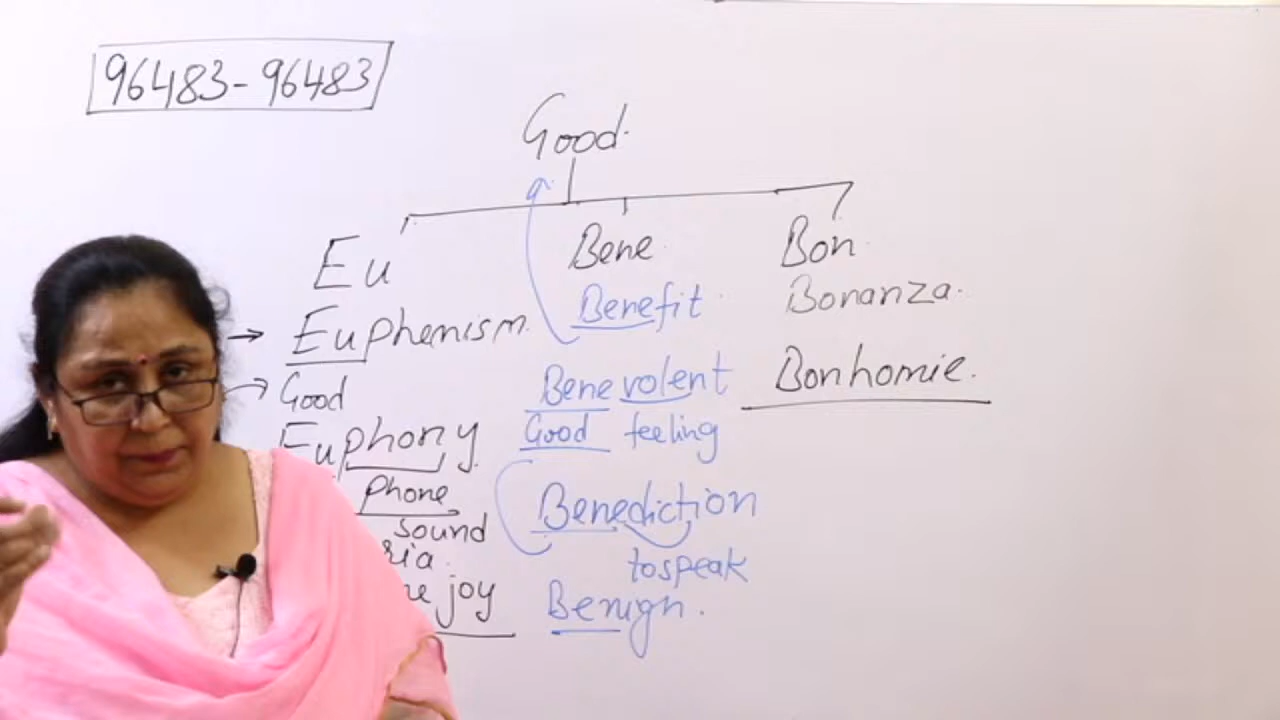 96483-96483
Good.
Eu
Euphemism.
Good
Euphony
Phone
sound
ria.
joy
Bene
Benefit.
Benevolent
Good feeling
Benediction
to speak
Benign.
Bon
Bonanza.
Bonhomie.